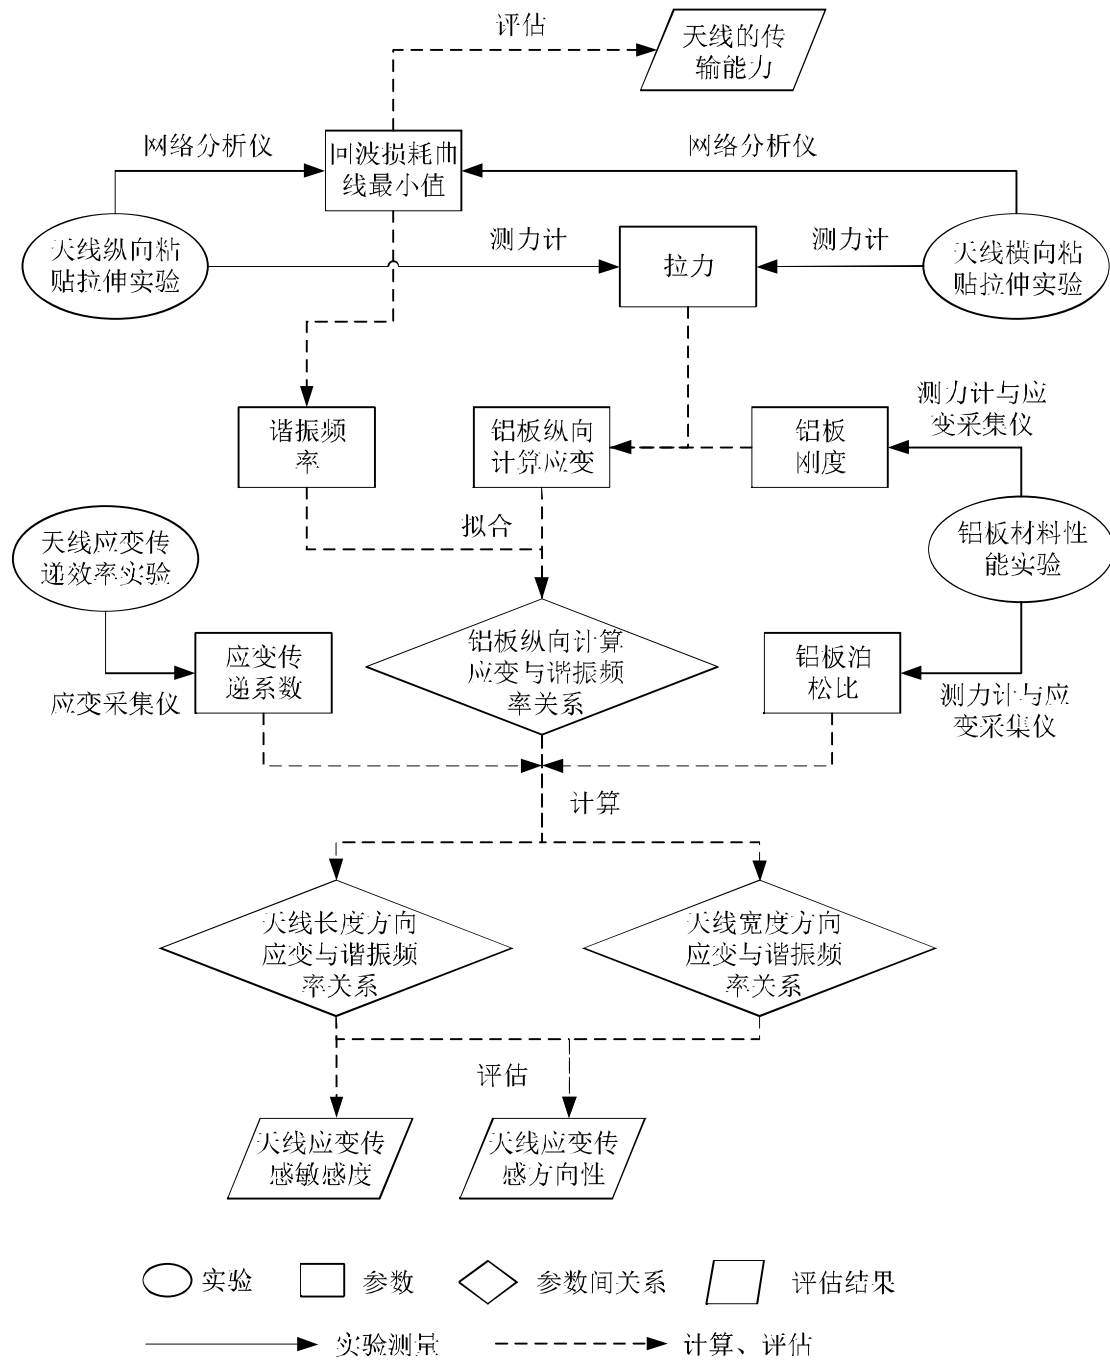 评估
天线的传
输能力
网络分析仪
回波损耗曲
线最小值
网络分析仪
天线纵向粘
贴拉伸实验
测力计
拉力
测力计
天线横向粘
贴拉伸实验
谐振频
率
铝板纵向
计算应变
铝板
刚度
测力计与应
变采集仪
拟合
天线应变传
递效率实验
铝板材料性
能实验
铝板纵向计算
应变与谐振频
率关系
应变传
递系数
应变采集仪
铝板泊
松比
测力计与应
变采集仪
计算
天线长度方向
应变与谐振频
率关系
天线宽度方向
应变与谐振频
率关系
评估
天线应变传
感敏感度
天线应变传
感方向性
实验
参数
参数间关系
评估结果
实验测量
计算、评估